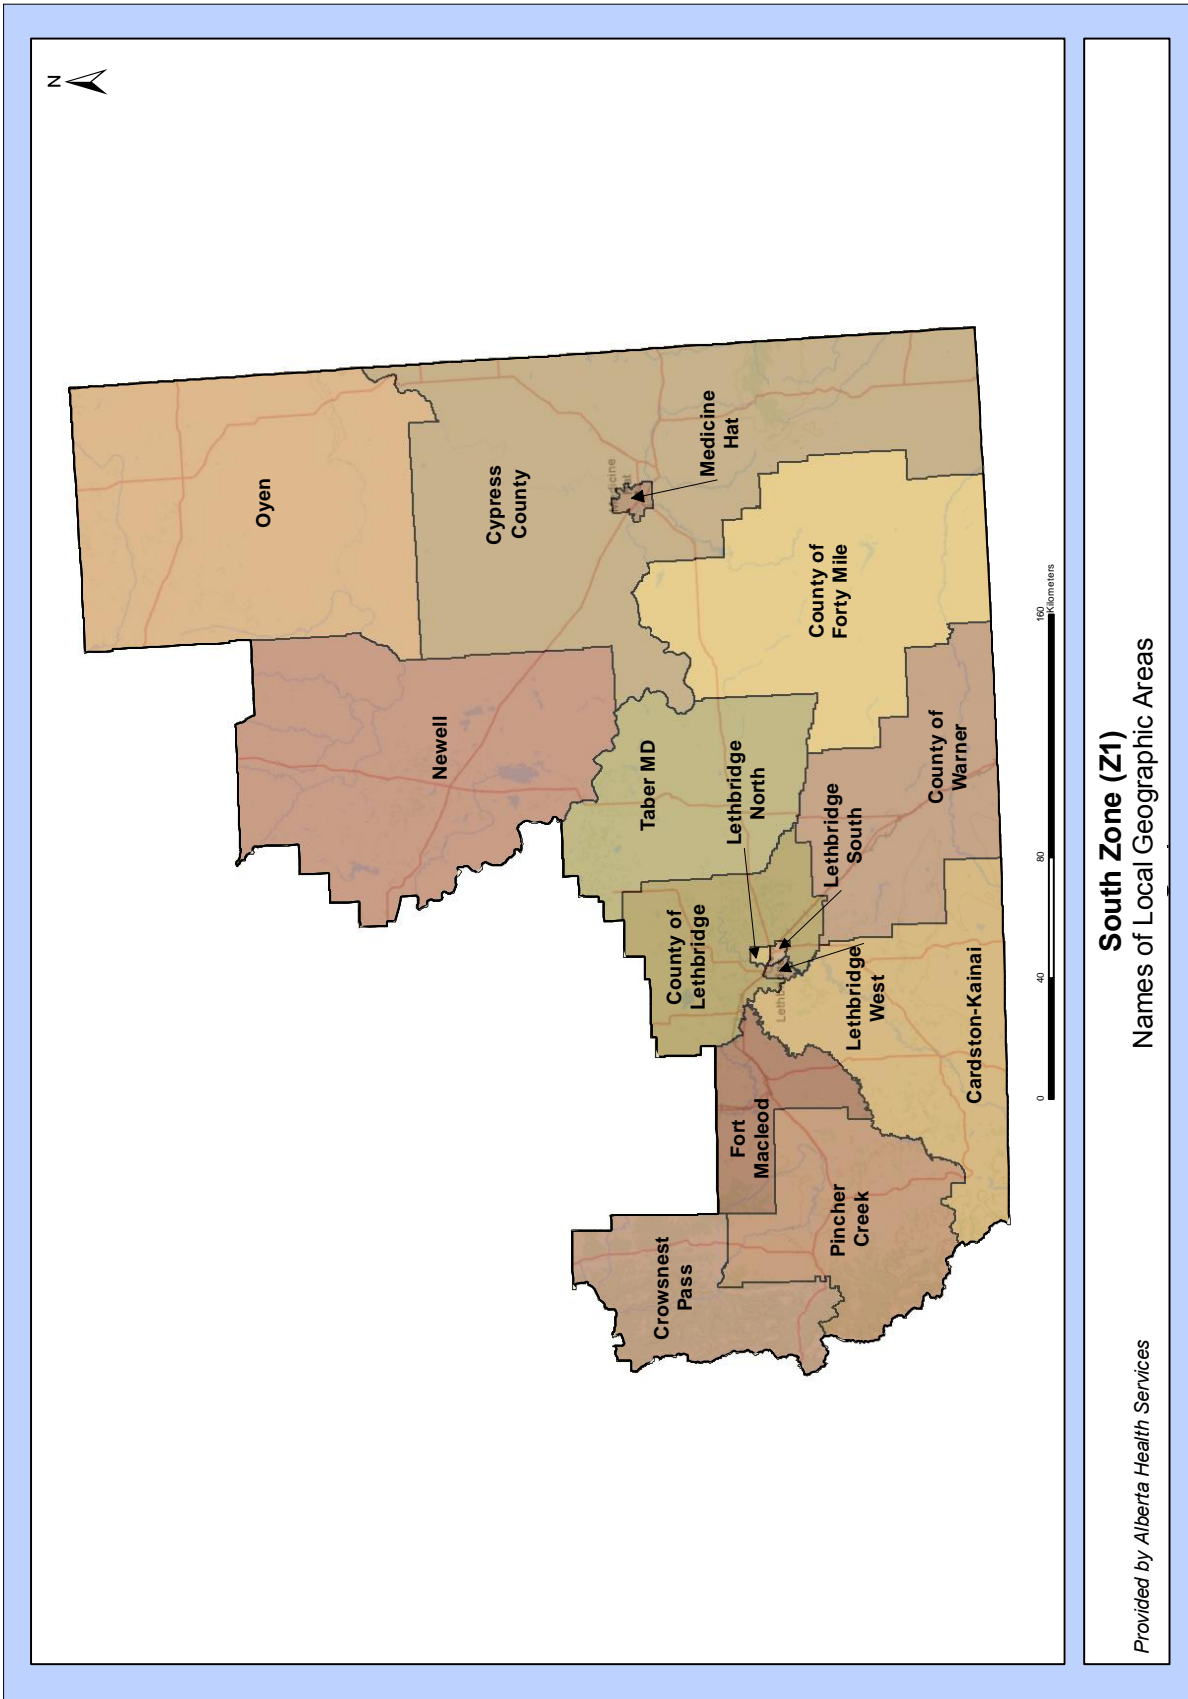 N
Oyen
Cypress
County
Medicine
Hat
Medicine
Newell
County of
Forty Mile
Taber MD
Lethbridge
North
Lethbridge
South
County of
Warner
County of
Lethbridge
Lethbridge
West
Cardston-Kainai
Fort
Macleod
Pincher
Creek
Crowsnest
Pass
0 40 80 160
Kilometers
South Zone (Z1)
Names of Local Geographic Areas
Provided by Alberta Health Services